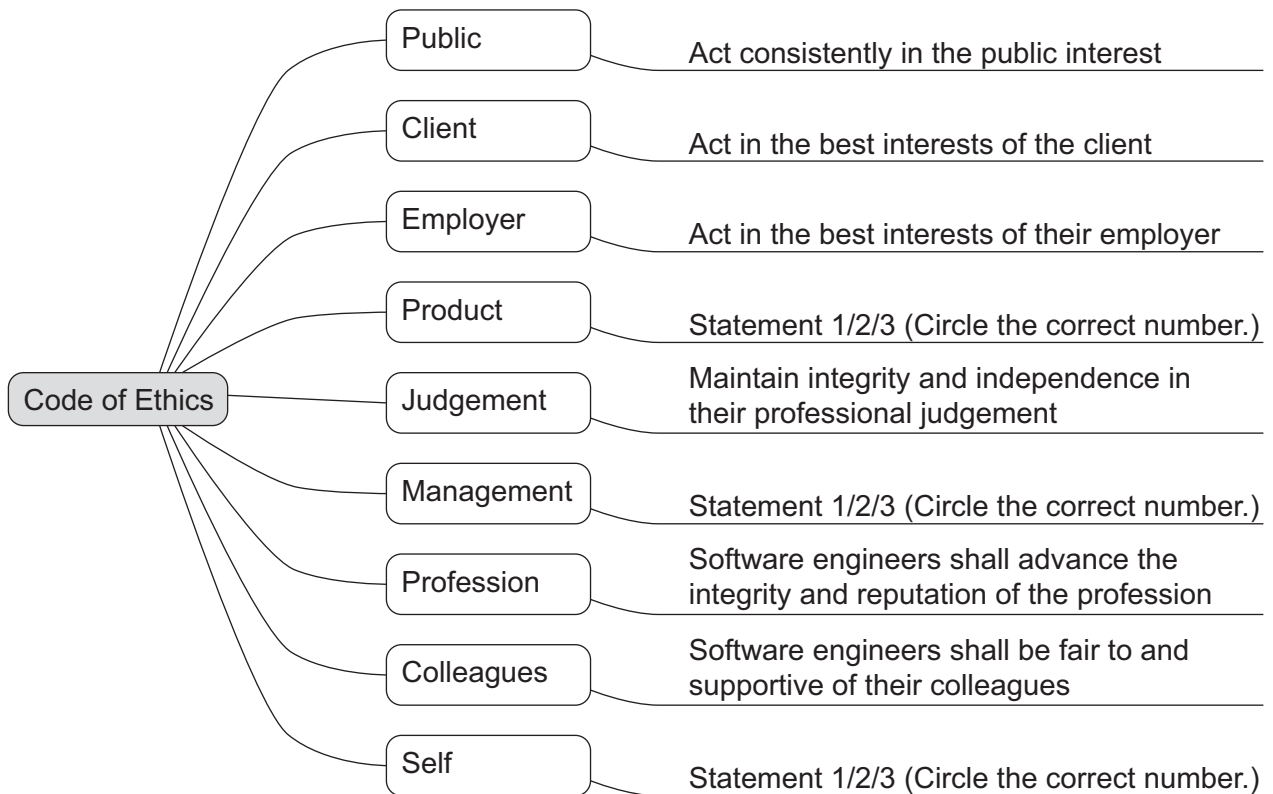 Public
Act consistently in the public interest
Client
Act in the best interests of the client
Employer
Act in the best interests of their employer
Product
Statement 1/2/3 (Circle the correct number.)
Code of Ethics
Judgement
Maintain integrity and independence in
their professional judgement
Management
Statement 1/2/3 (Circle the correct number.)
Profession
Software engineers shall advance the
integrity and reputation of the profession
Colleagues
Software engineers shall be fair to and
supportive of their colleagues
Self
Statement 1/2/3 (Circle the correct number.)